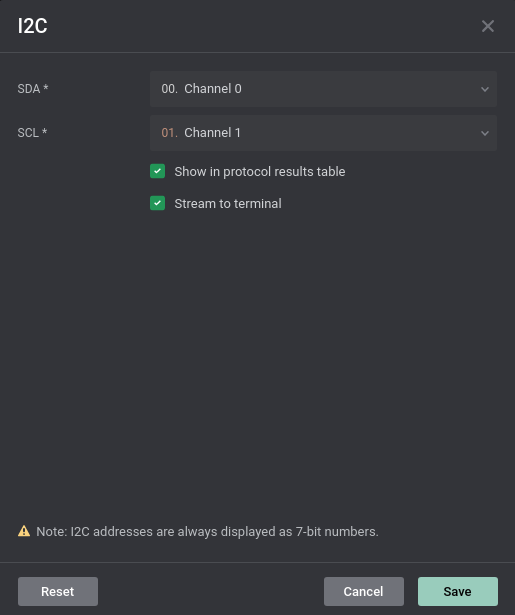 I2C
SDA *
00. Channel 0
SCL *
01. Channel 1
Show in protocol results table
Stream to terminal
Note: I2C addresses are always displayed as 7-bit numbers.
Reset
Cancel
Save